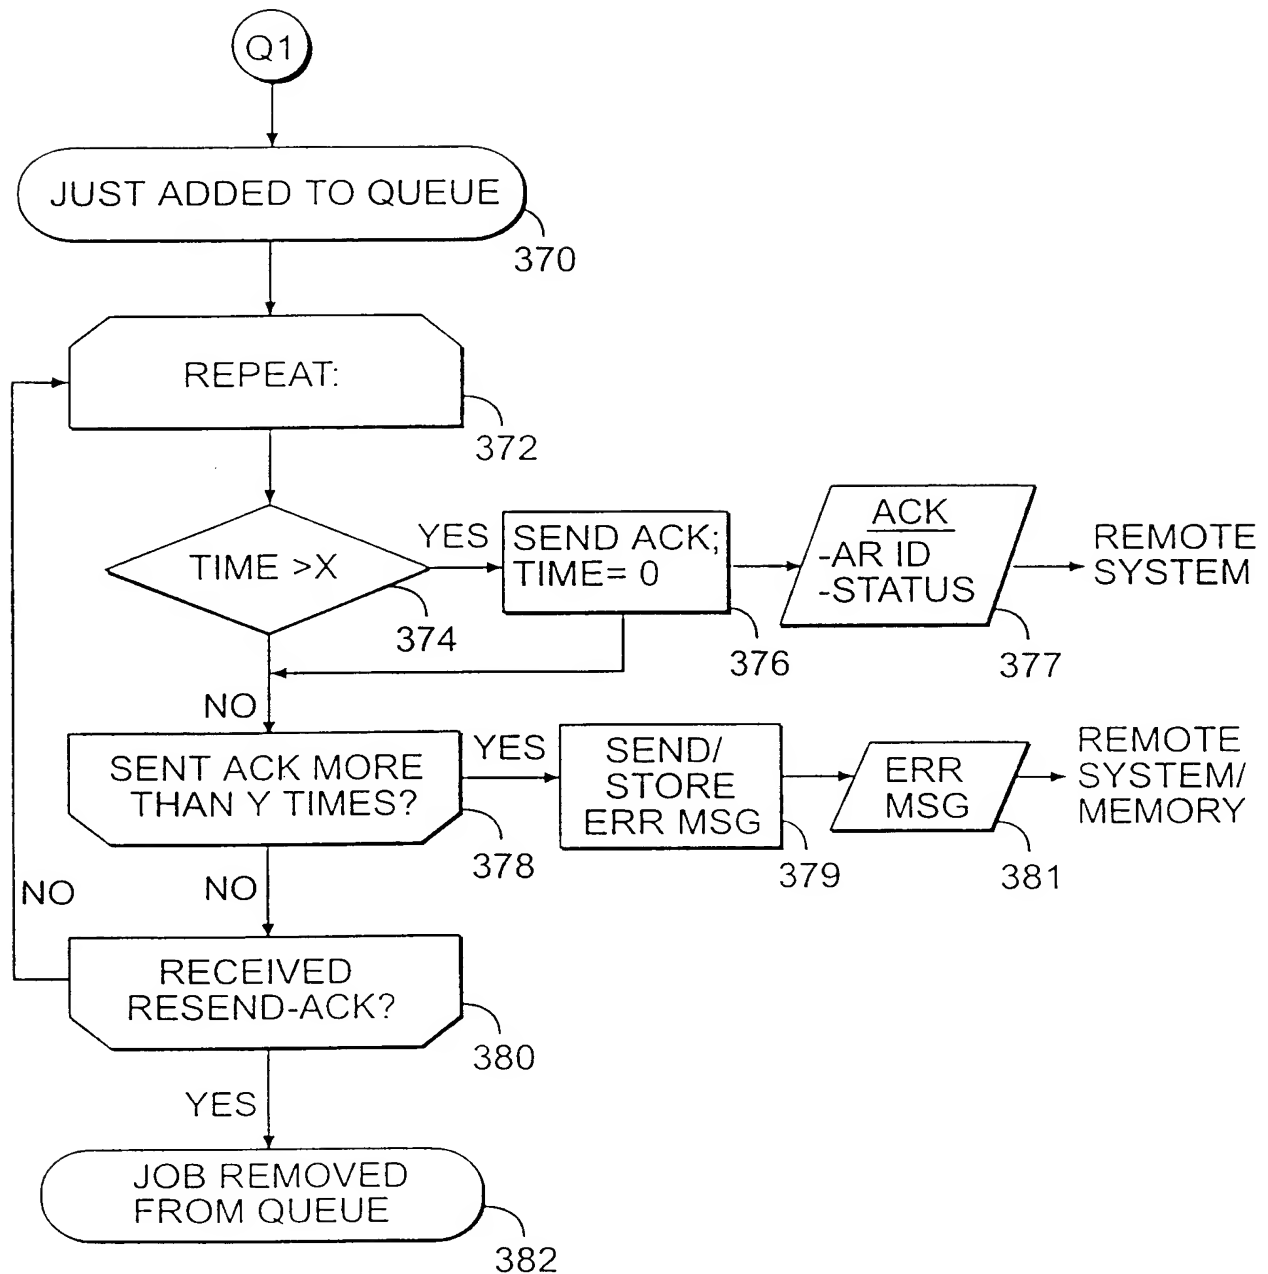 Q1
JUST ADDED TO QUEUE
370
REPEAT:
372
TIME >X
374
YES
SEND ACK;
TIME= 0
376
ACK
-AR ID
-STATUS
377
REMOTE
SYSTEM
NO
SENT ACK MORE
THAN Y TIMES?
378
YES
SEND/
STORE
ERR MSG
379
ERR
MSG
381
REMOTE
SYSTEM/
MEMORY
NO
NO
RECEIVED
RESEND-ACK?
380
YES
JOB REMOVED
FROM QUEUE
382